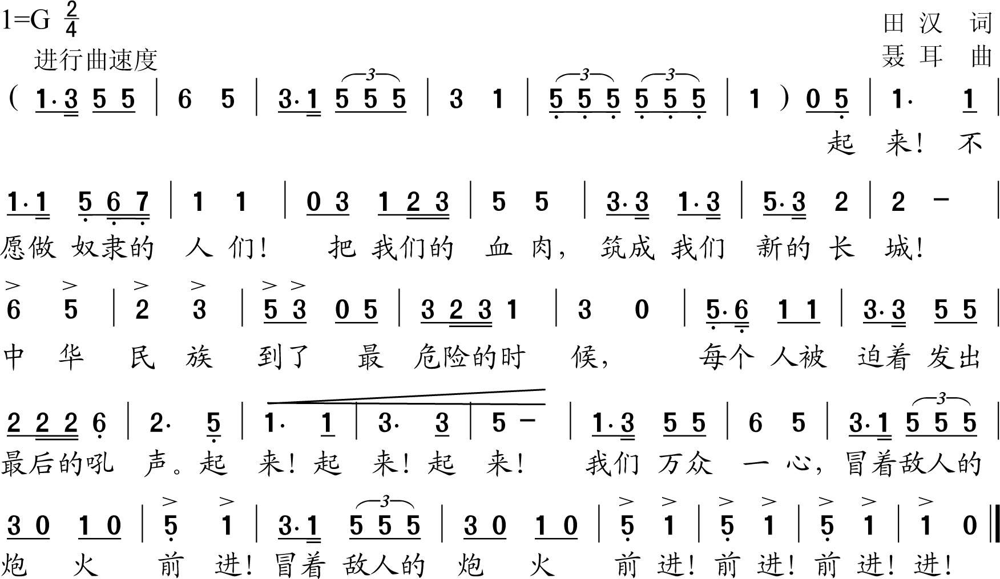 1=G 2/4 田 汉 词
进行曲速度 聂 耳 曲
( 1·3 5 5 | 6 5 | 3·1 5 5 5 | 3 1 | 5 5 5 5 5 5 | 1 ) 0 5 | 1· 1 |
起 来! 不
1·1 5 6 7 | 1 1 | 0 3 1 2 3 | 5 5 | 3·3 1·3 | 5·3 2 | 2 – |
愿做 奴隶的 人 们! 把 我们的 血 肉, 筑成 我们 新的 长 城!
6 5 | 2 3 | 5 3 0 5 | 3 2 3 1 | 3 0 | 5·6 1 1 | 3·3 5 5 |
中 华 民 族 到了 最 危险的时 候, 每个 人被 迫着 发出
2 2 2 6 | 2· 5 | 1· 1 | 3· 3 | 5 – | 1·3 5 5 | 6 5 | 3·1 5 5 5 |
最后的吼 声。起 来! 起 来! 起 来! 我们 万众 一 心, 冒着敌人的
3 0 1 0 | 5 1 | 3·1 5 5 5 | 3 0 1 0 | 5 1 | 5 1 | 5 1 | 1 0 ‖
炮 火 前 进! 冒着 敌人的 炮 火 前 进! 前 进! 前 进! 进!